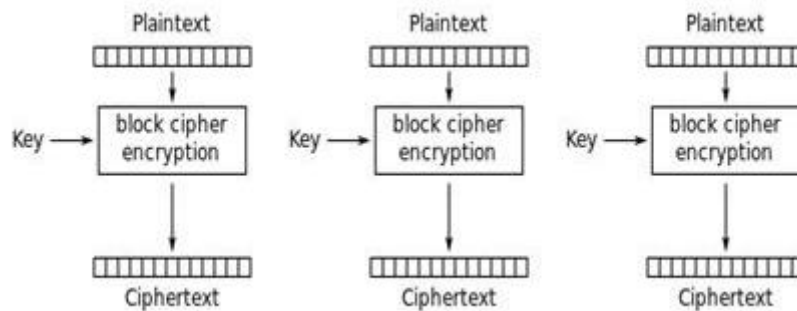 Plaintext Plaintext Plaintext
Key block cipher encryption Key block cipher encryption Key block cipher encryption
Ciphertext Ciphertext Ciphertext